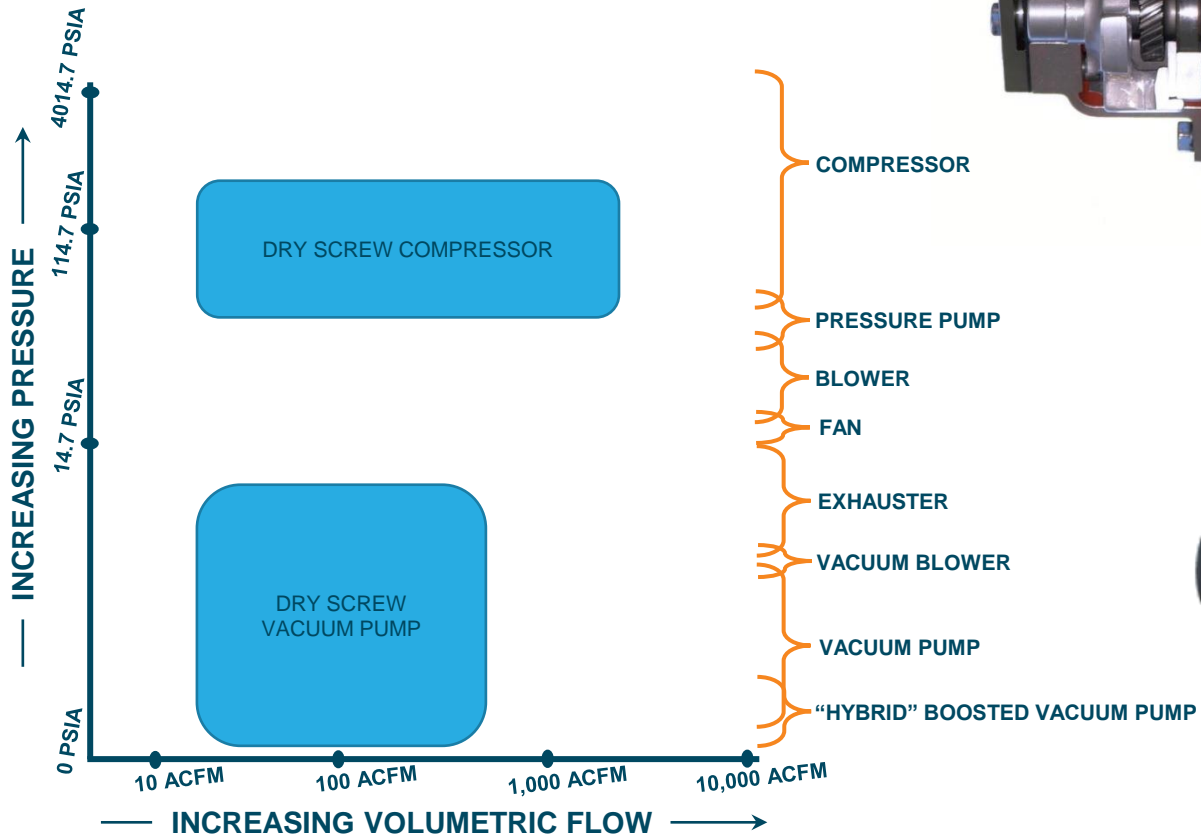 4014.7 PSIA
114.7 PSIA
14.7 PSIA
0 PSIA
INCREASING PRESSURE
DRY SCREW COMPRESSOR
DRY SCREW
VACUUM PUMP
COMPRESSOR
PRESSURE PUMP
BLOWER
FAN
EXHAUSTER
VACUUM BLOWER
VACUUM PUMP
“HYBRID” BOOSTED VACUUM PUMP
10 ACFM
100 ACFM
1,000 ACFM
10,000 ACFM
INCREASING VOLUMETRIC FLOW